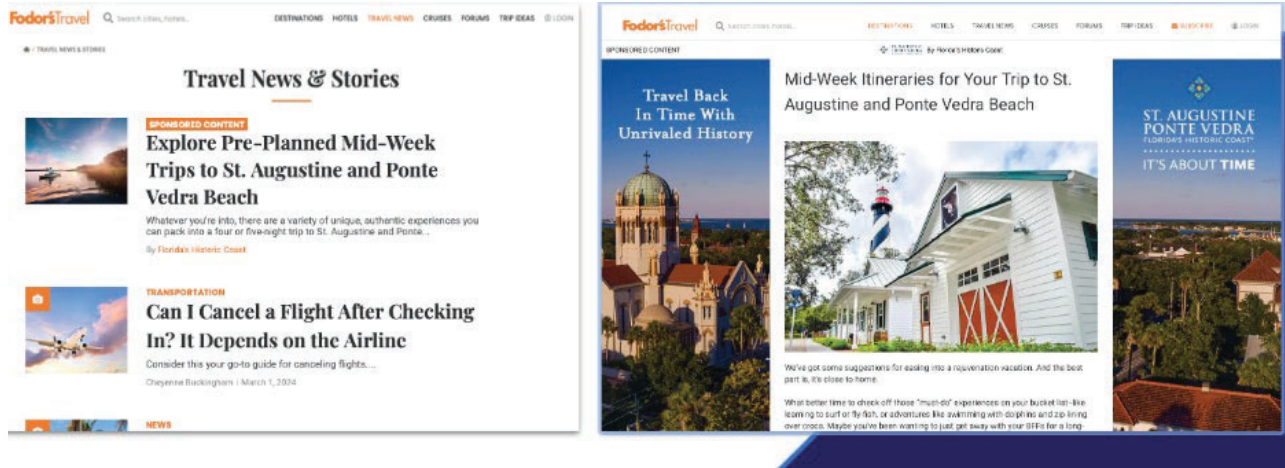 Fodor'sTravel
Search cities, hotels..
DESTINATIONS HOTELS TRAVEL NEWS CRUISES FORUMS TRIP IDEAS LOGIN
/ TRAVEL NEWS & STORIES
Travel News & Stories
SPONSORED CONTENT
Explore Pre-Planned Mid-Week
Trips to St. Augustine and Ponte
Vedra Beach
Whatever you're into, there are a variety of unique, authentic experiences you
can pack into a four or five-night trip to St. Augustine and Ponte...
By Florida's Historic Coast
TRANSPORTATION
Can I Cancel a Flight After Checking
In? It Depends on the Airline
Consider this your go-to guide for canceling flights....
Cheyenne Buckingham | March 1, 2024
NEWS
Fodor'sTravel
DESTINATIONS HOTELS TRAVEL NEWS CRUISES FORUMS TRIP IDEAS SUBSCRIBE LOGIN
SPONSORED CONTENT
By Florida's Historic Coast
Travel Back
In Time With
Unrivaled History
Mid-Week Itineraries for Your Trip to St.
Augustine and Ponte Vedra Beach
We've got some suggestions for easing into a rejuvenation vacation. And the best
part is, it's close to home.
What better time to check off those "must-do" experiences on your bucket list–like
learning to surf or fly fish, or adventures like swimming with dolphins and zip-lining
over crocs. Maybe you've been wanting to just get away with your BFFs for a long-
ST. AUGUSTINE
PONTE VEDRA
FLORIDA'S HISTORIC COAST
IT'S ABOUT TIME